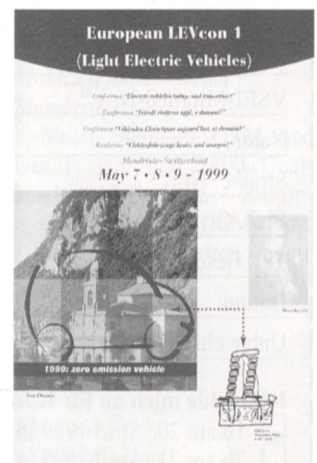 European LEVcon 1
(Light Electric Vehicles)
Conference "Electric vehicles today, and tomorrow?"
Conferenza "Veicoli elettrici oggi, e domani?"
Conférence "Véhicules Electriques aujourd'hui, et demain?"
Konferenz "Elektrofahrzeuge heute, und morgen?"
Mendrisio-Switzerland
May 7 • 8 • 9 - 1999
1999: zero emission vehicle